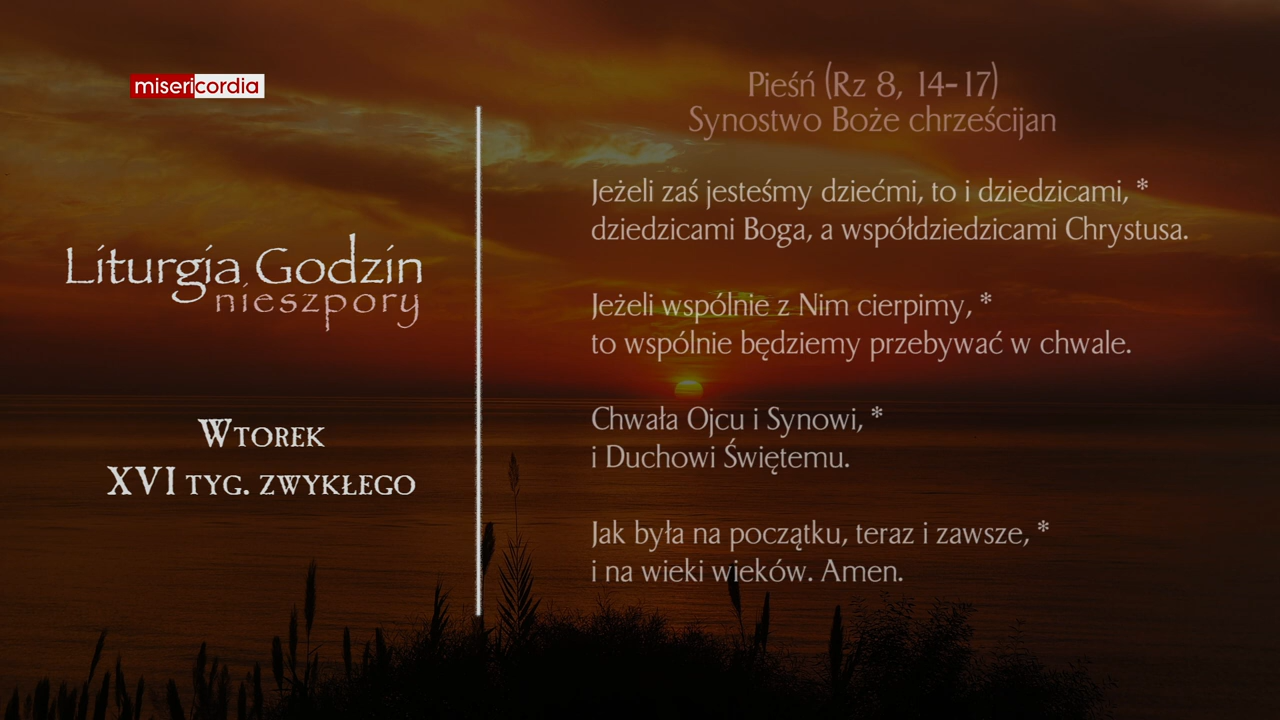 misericordia
Liturgia Godzin
nieszpory
Wtorek
XVI tyg. zwykłego
Pieśń (Rz 8, 14-17)
Synostwo Boże chrześcijan
Jeżeli zaś jesteśmy dziećmi, to i dziedzicami, *
dziedzicami Boga, a współdziedzicami Chrystusa.
Jeżeli wspólnie z Nim cierpimy, *
to wspólnie będziemy przebywać w chwale.
Chwała Ojcu i Synowi, *
i Duchowi Świętemu.
Jak była na początku, teraz i zawsze, *
i na wieki wieków. Amen.